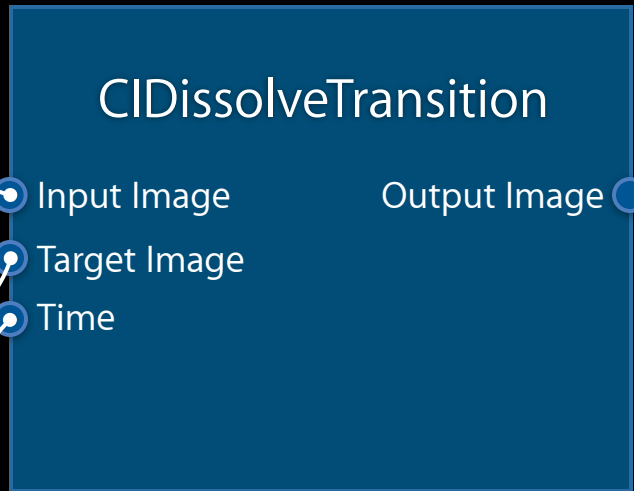 CIDissolveTransition
Input Image Output Image
Target Image
Time